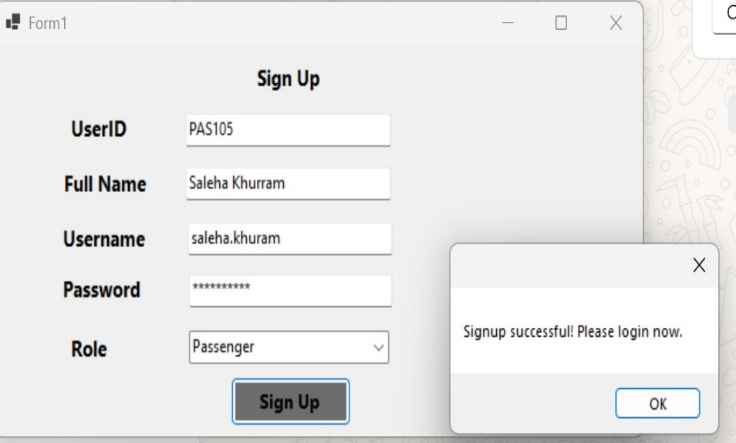 Form1
Sign Up
UserID
PAS105
Full Name
Saleha Khurram
Username
saleha.khuram
Password
**********
Role
Passenger
Sign Up
Signup successful! Please login now.
OK